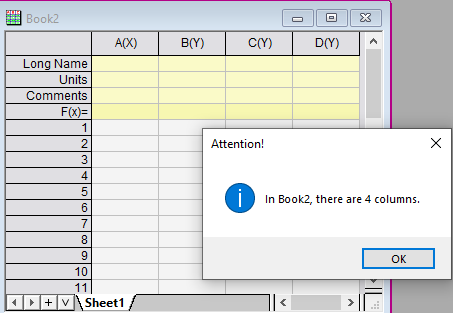 Book2
A(X) B(Y) C(Y) D(Y)
Long Name
Units
Comments
F(x)=
1
2
3
4
5
6
7
8
9
10
11
Sheet1
Attention!
In Book2, there are 4 columns.
OK